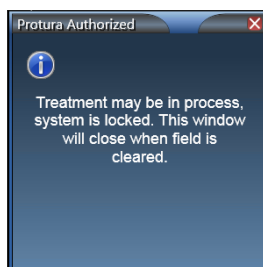 Protura Authorized
Treatment may be in process,
system is locked. This window
will close when field is
cleared.